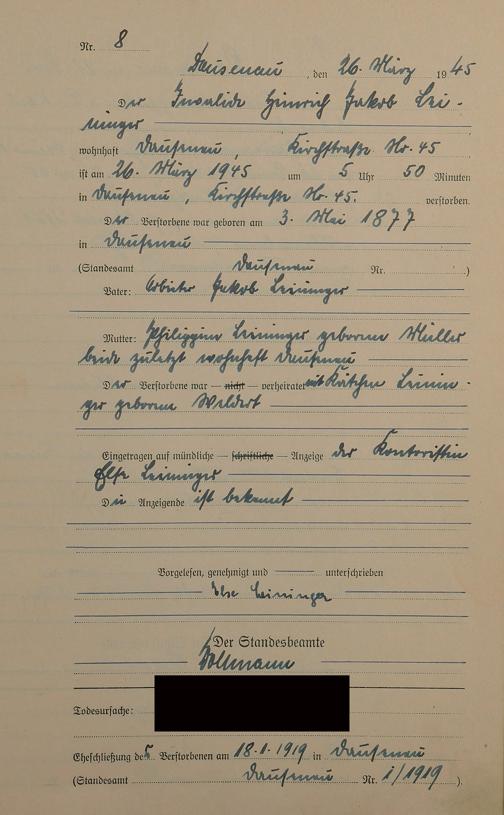 Nr. 8
Dausenau, den 26. März 1945
Der Invalide Heinrich Jakob Lei-
ninger
wohnhaft Dausenau, Kirchstraße Nr. 45
ist am 26. März 1945 um 5 Uhr 50 Minuten
in Dausenau, Kirchstraße Nr. 45. verstorben.
Der Verstorbene war geboren am 3. Mai 1877
in Dausenau
(Standesamt Dausenau Nr. )
Vater: Arbeiter Jakob Leininger
Mutter: Philippine Leininger geborene Müller
beide zuletzt wohnhaft Dausenau
Der Verstorbene war — nicht — verheiratet mit Kätchen Leinin-
ger geborene Weldert
Eingetragen auf mündliche — schriftliche — Anzeige der Kontoristin
Else Leininger
Die Anzeigende ist bekannt
Vorgelesen, genehmigt und unterschrieben
Else Leininger
Der Standesbeamte
Todesursache:
Eheschließung des Verstorbenen am 18.1.1919 in Dausenau
(Standesamt Dausenau Nr. 1/1919).